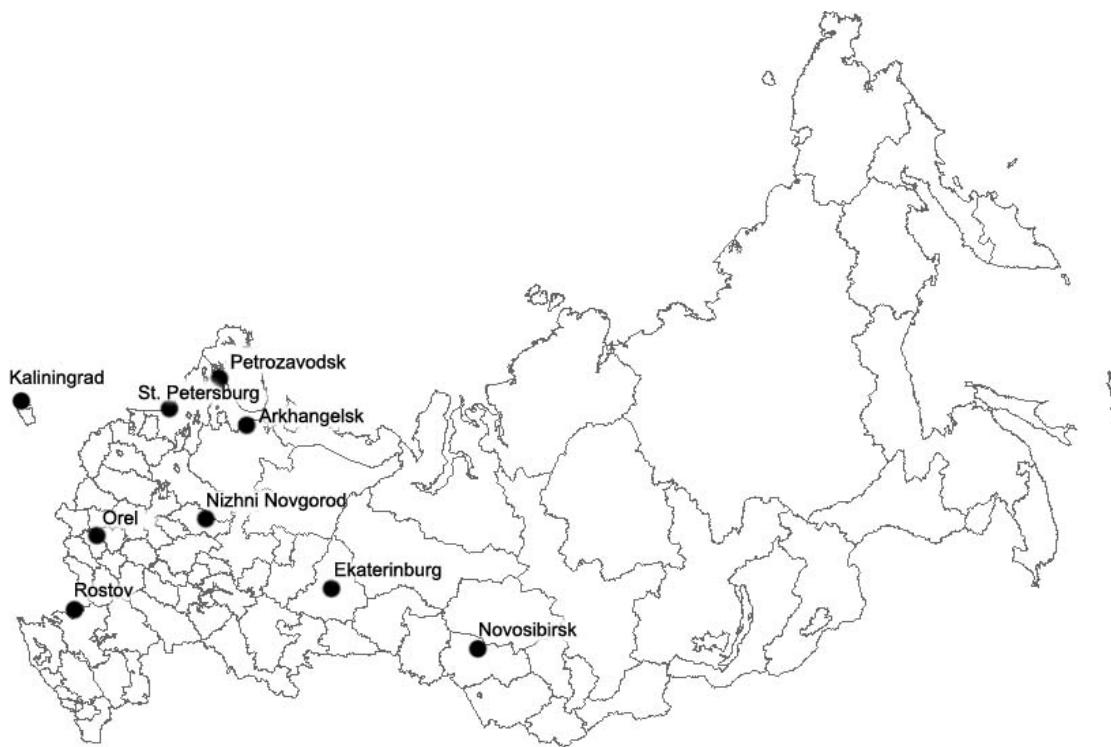 Petrozavodsk
Kaliningrad
St. Petersburg
Arkhangelsk
Nizhni Novgorod
Orel
Ekaterinburg
Rostov
Novosibirsk